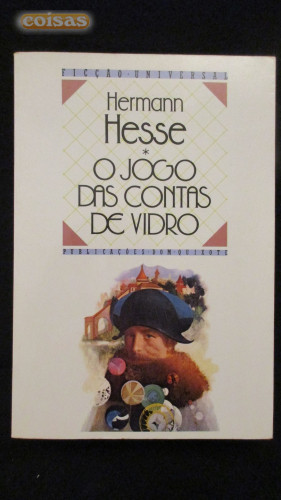 coisas
FICÇÃO UNIVERSAL
Hermann
Hesse
*
O JOGO
DAS CONTAS
DE VIDRO
PUBLICAÇÕES DOM QUIXOTE